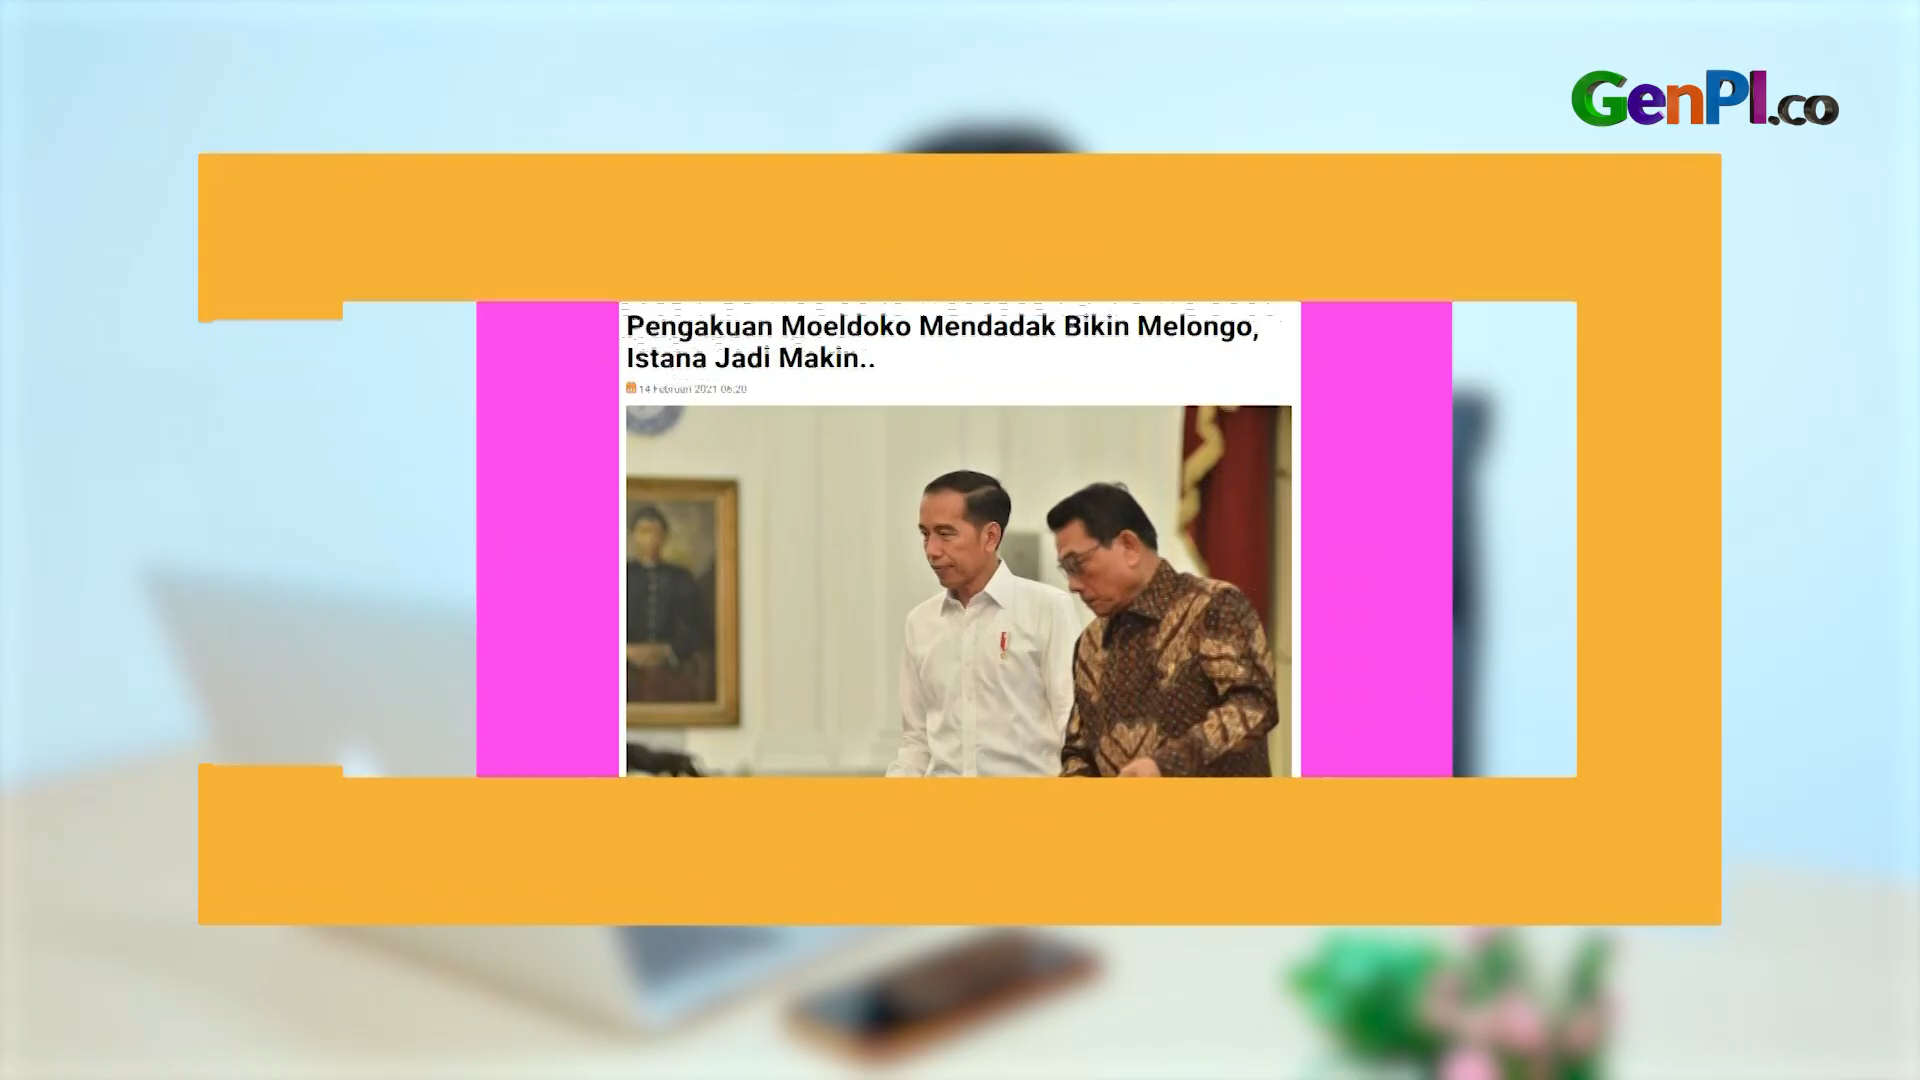 GenPI.co
Pengakuan Moeldoko Mendadak Bikin Melongo,
Istana Jadi Makin..
14 Februari 2021 06:20